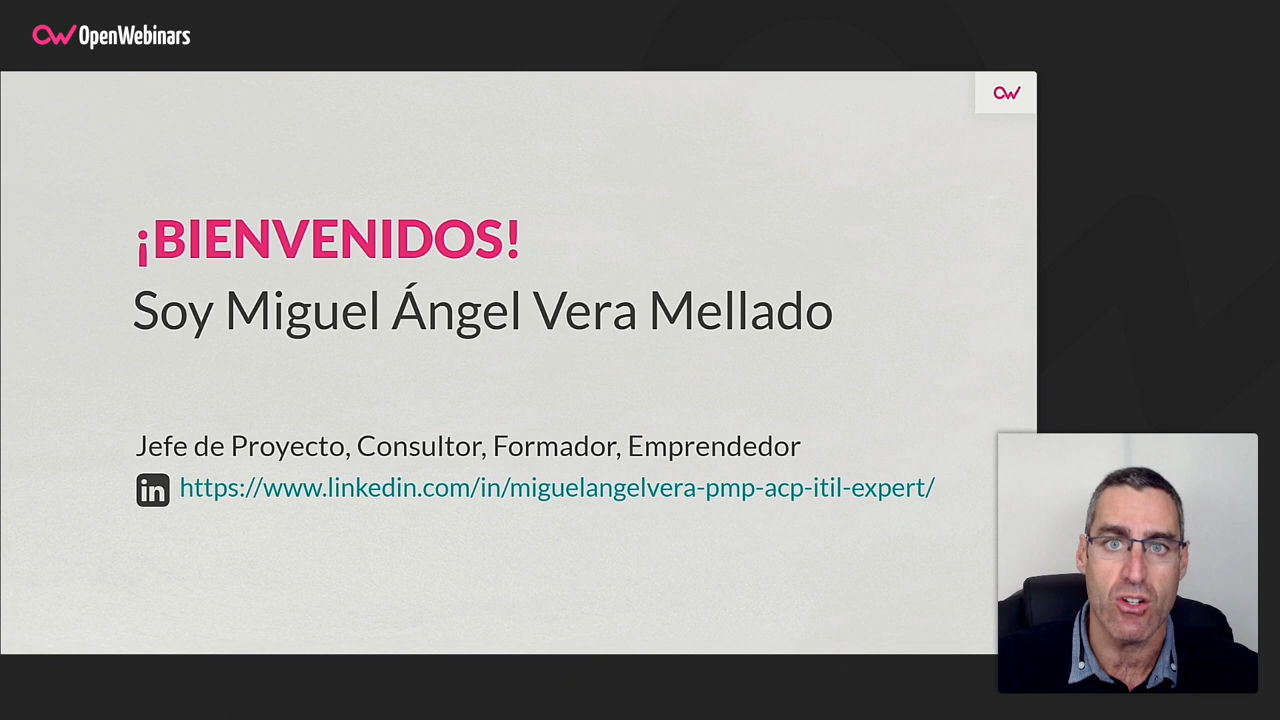 OpenWebinars
¡BIENVENIDOS!
Soy Miguel Ángel Vera Mellado
Jefe de Proyecto, Consultor, Formador, Emprendedor
in https://www.linkedin.com/in/miguelangelvera-pmp-acp-itil-expert/